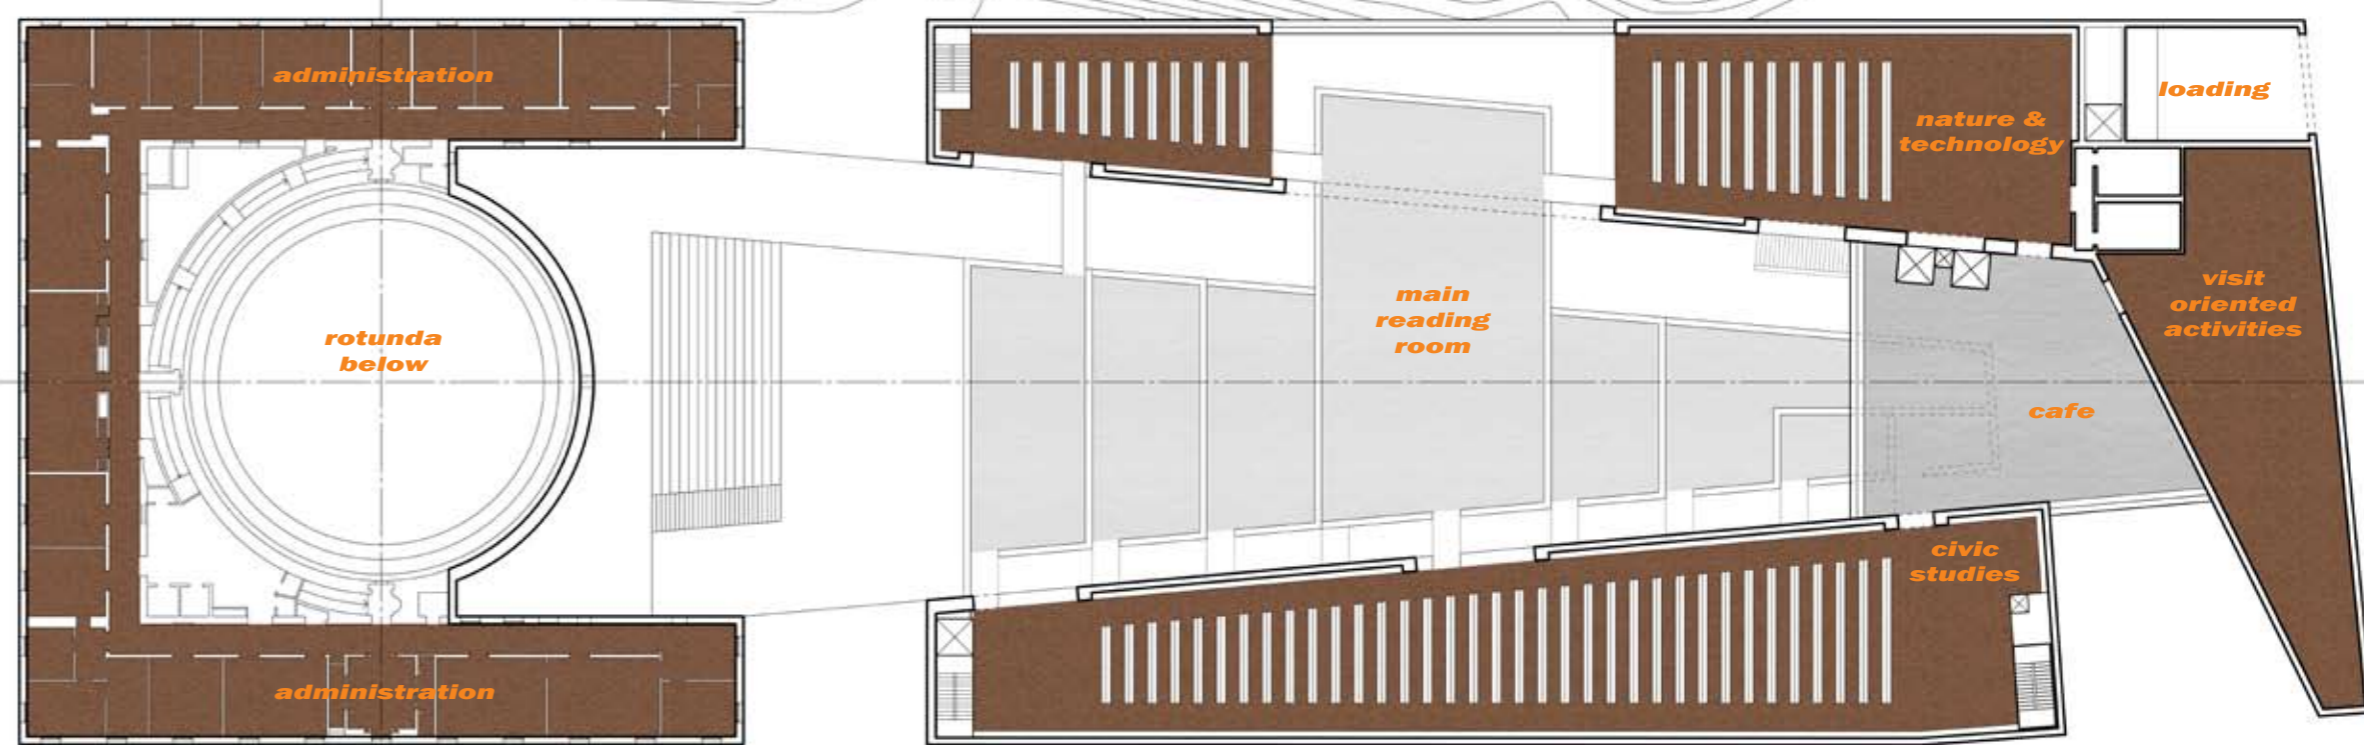 administration
loading
nature &
technology
visit
oriented
activities
main
reading
room
rotunda
below
cafe
civic
studies
administration